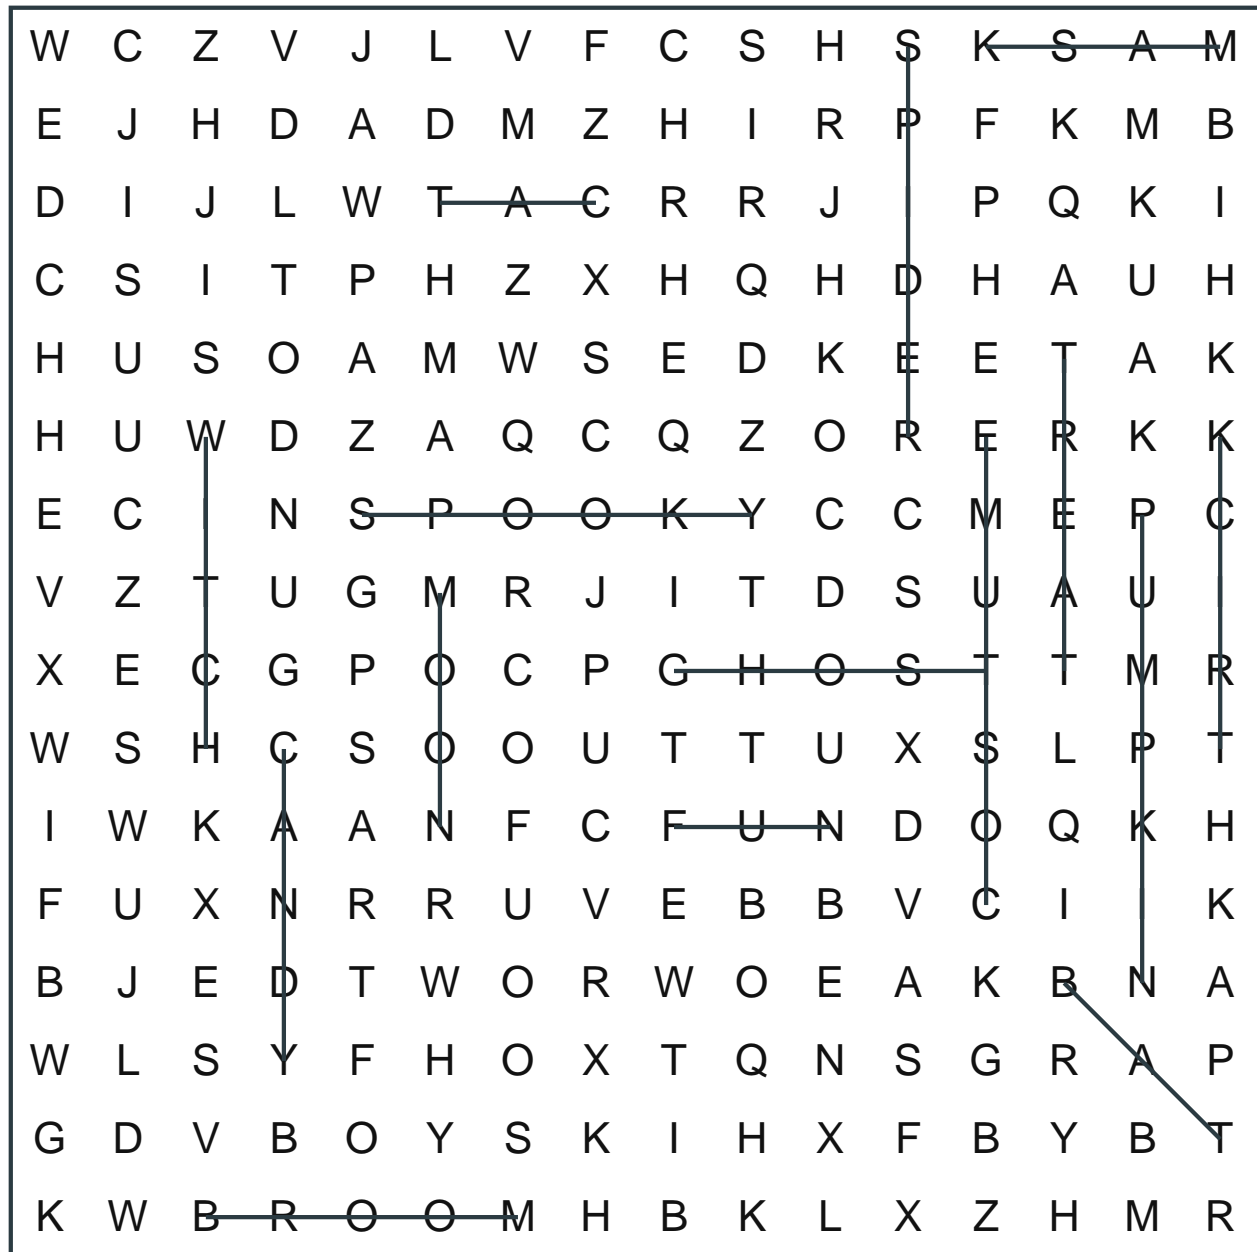 W C Z V J L V F C S H S K S A M
E J H D A D M Z H I R P F K M B
D I J L W T A C R R J I P Q K I
C S I T P H Z X H Q H D H A U H
H U S O A M W S E D K E E T A K
H U W D Z A Q C Q Z O R E R K K
E C I N S P O O K Y C C M E P C
V Z T U G M R J I T D S U A U I
X E C G P O C P G H O S T T M R
W S H C S O O U T T U X S L P T
I W K A A N F C F U N D O Q K H
F U X N R R U V E B B V C I I K
B J E D T W O R W O E A K B N A
W L S Y F H O X T Q N S G R A P
G D V B O Y S K I H X F B Y B T
K W B R O O M H B K L X Z H M R